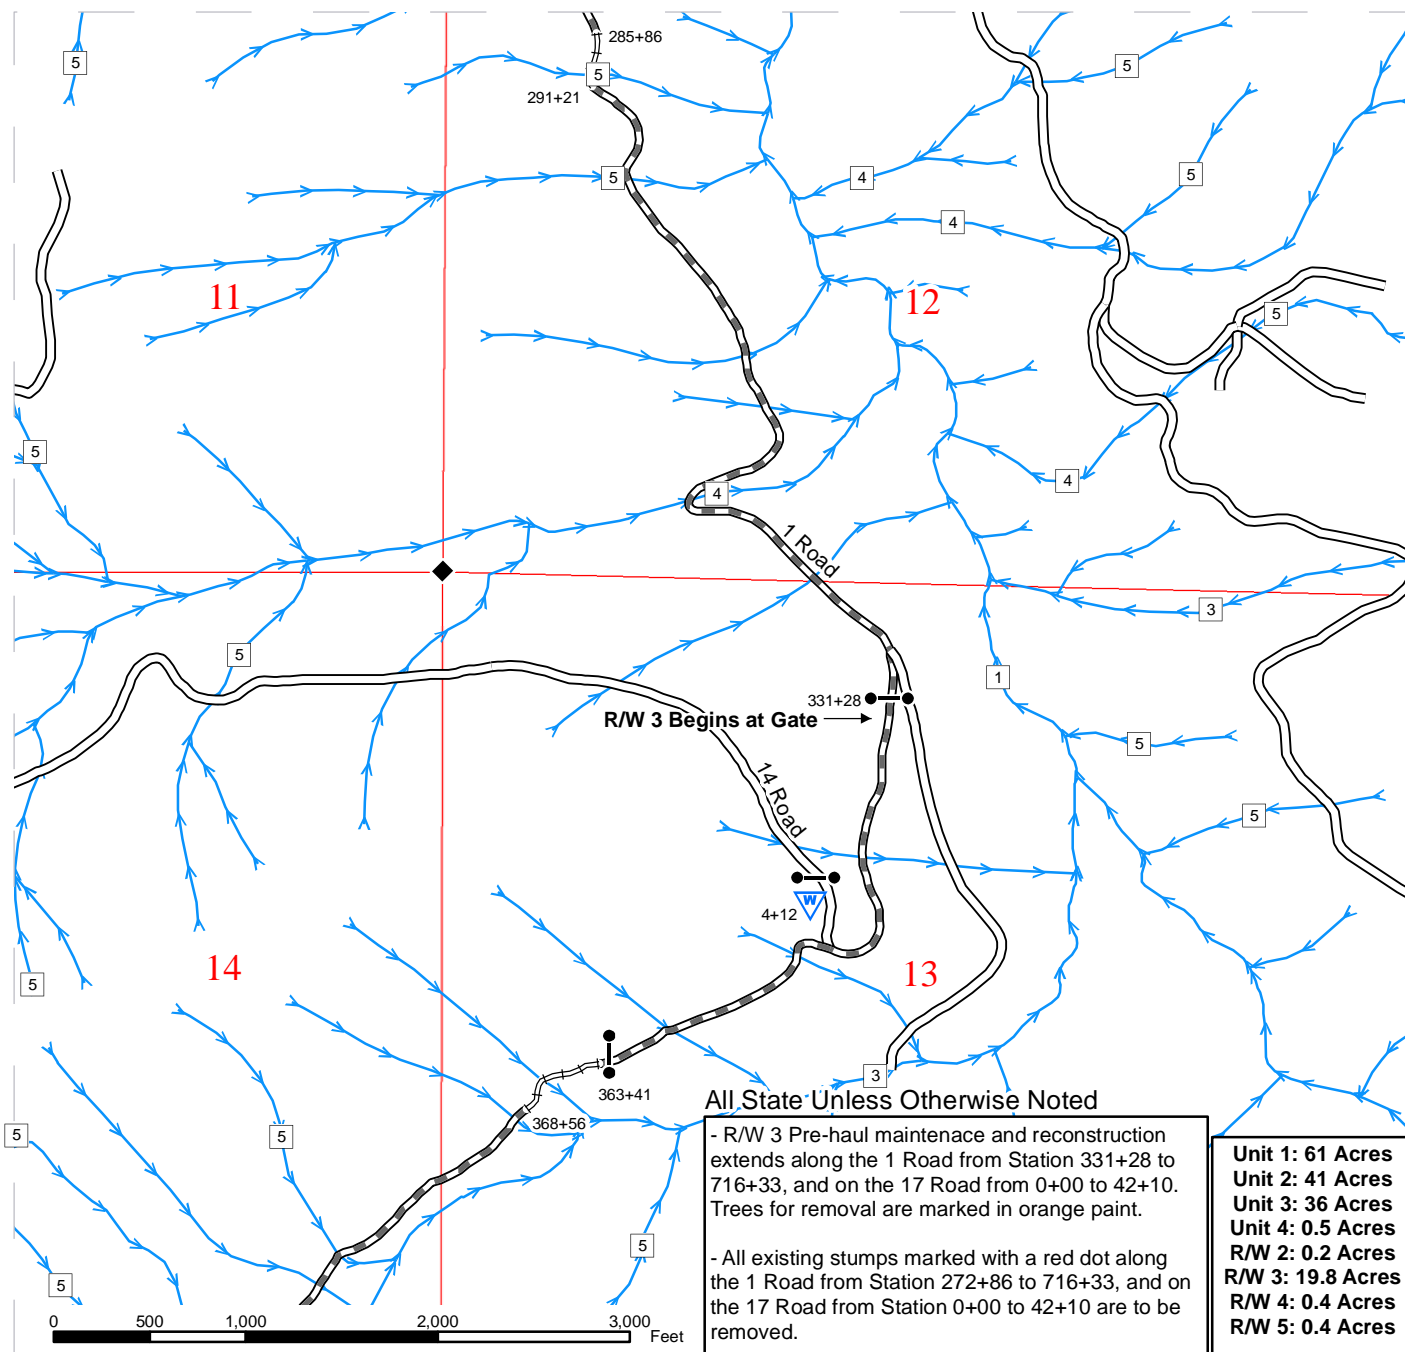 285+86
5
5
5
291+21
5
5
4
5
4
11
12
5
5
4
4
1 Road
3
5
1
331+28
R/W 3 Begins at Gate
5
14 Road
5
W
4+12
14
13
5
3
363+41
368+56
5
5
5
5
All State Unless Otherwise Noted
- R/W 3 Pre-haul maintenace and reconstruction
extends along the 1 Road from Station 331+28 to
716+33, and on the 17 Road from 0+00 to 42+10.
Trees for removal are marked in orange paint.
- All existing stumps marked with a red dot along
the 1 Road from Station 272+86 to 716+33, and on
the 17 Road from Station 0+00 to 42+10 are to be
removed.
Unit 1: 61 Acres
Unit 2: 41 Acres
Unit 3: 36 Acres
Unit 4: 0.5 Acres
R/W 2: 0.2 Acres
R/W 3: 19.8 Acres
R/W 4: 0.4 Acres
R/W 5: 0.4 Acres
0 500 1,000 2,000 3,000
Feet